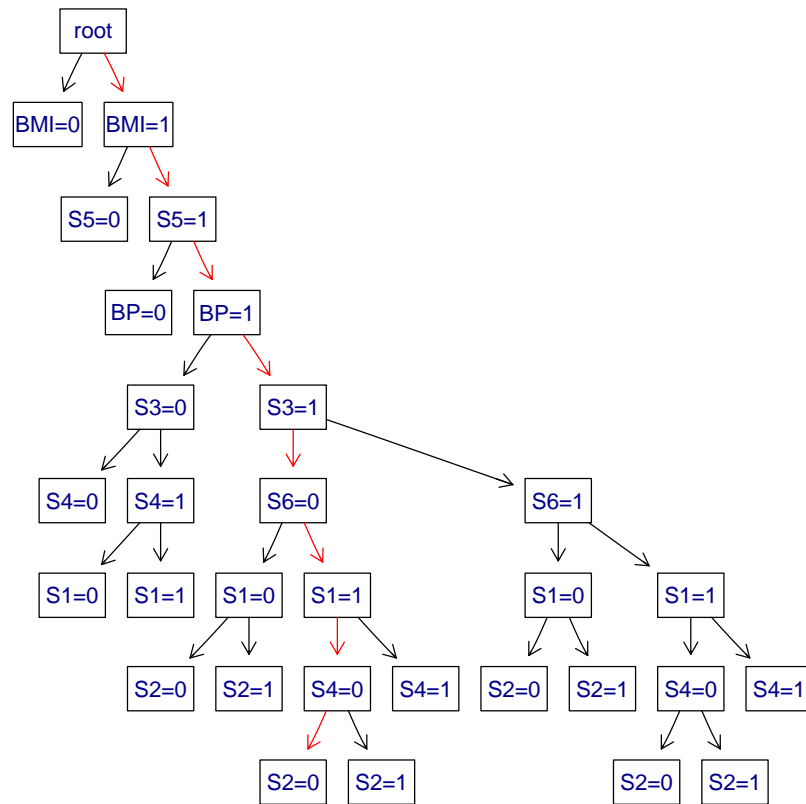 root
BMI=0 BMI=1
S5=0 S5=1
BP=0 BP=1
S3=0 S3=1
S4=0 S4=1 S6=0 S6=1
S1=0 S1=1 S1=0 S1=1 S1=0 S1=1
S2=0 S2=1 S4=0 S4=1 S2=0 S2=1 S4=0 S4=1
S2=0 S2=1 S2=0 S2=1